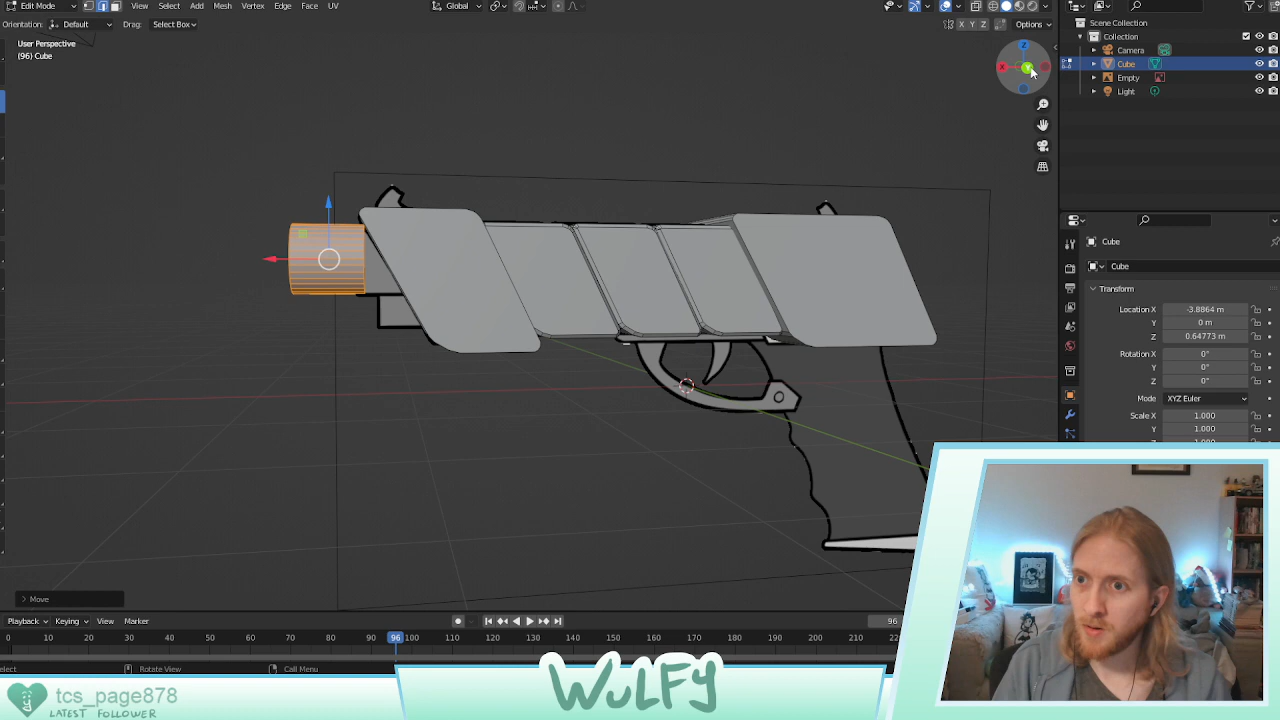 Edit Mode View Select Add Mesh Vertex Edge Face UV Global
Orientation: Default Drag: Select Box X Y Z Options
User Perspective
(96) Cube
Z
X
Y
Scene Collection
Collection
Camera
Cube
Empty
Light
Cube
Cube
Transform
Location X -3.8864 m
Y 0 m
Z 0.64773 m
Rotation X 0°
Y 0°
Z 0°
Mode XYZ Euler
Scale X 1.000
Y 1.000
Move
Playback Keying View Marker 96
0 10 20 30 40 50 60 70 80 90 96 100 110 120 130 140 150 160 170 180 190 200 210 220
elect Rotate View Call Menu
tcs_page878
LATEST FOLLOWER
WULFY